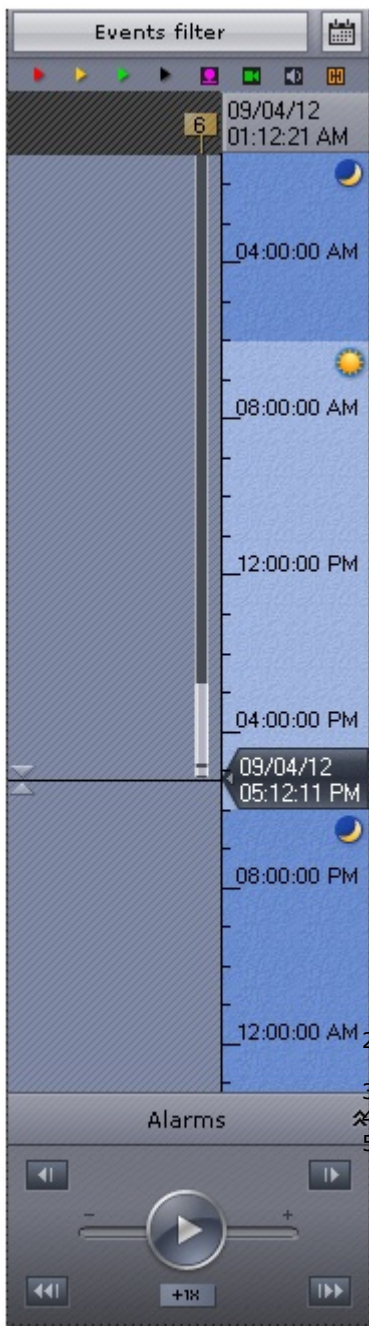 Events filter
6
09/04/12
01:12:21 AM
04:00:00 AM
08:00:00 AM
12:00:00 PM
04:00:00 PM
09/04/12
05:12:11 PM
08:00:00 PM
12:00:00 AM
Alarms
- +
+1X